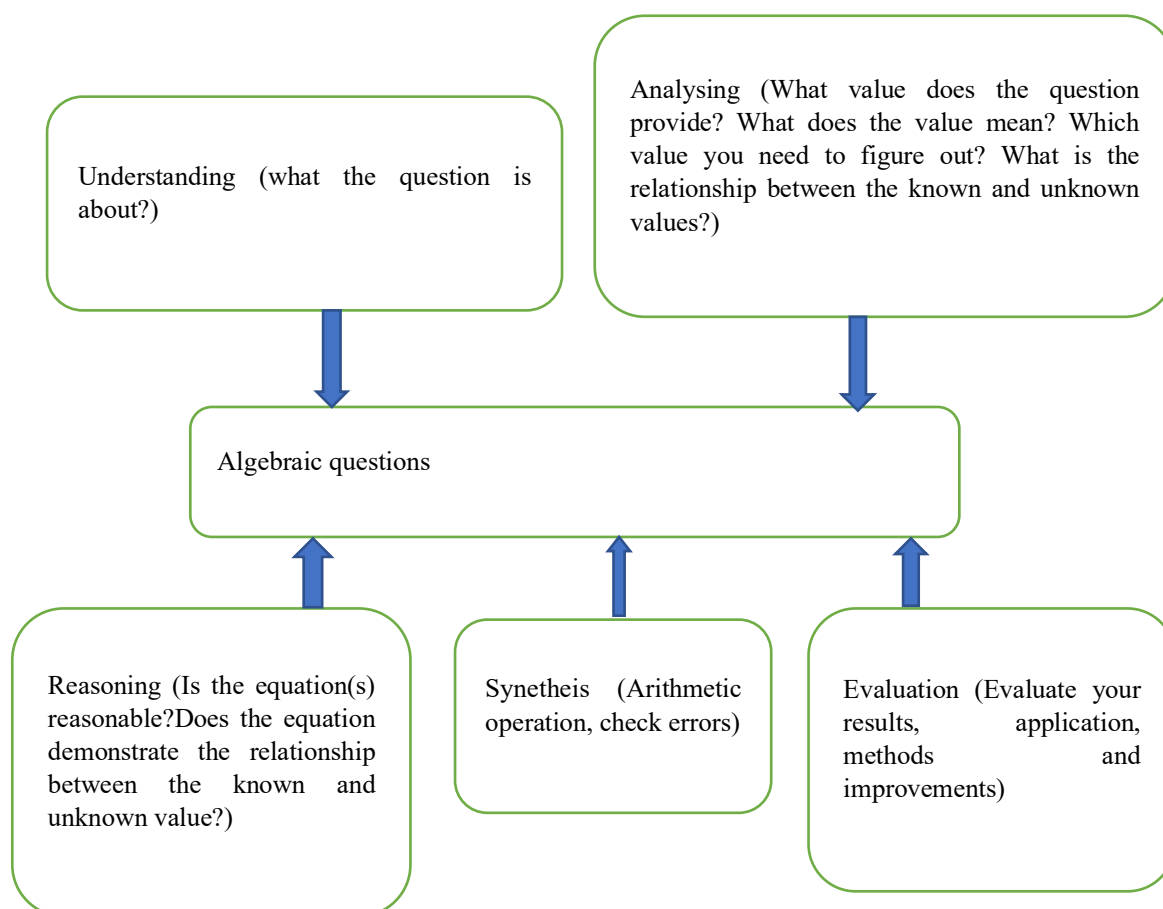 Understanding (what the question is
about?)
Analysing (What value does the question
provide? What does the value mean? Which
value you need to figure out? What is the
relationship between the known and unknown
values?)
Algebraic questions
Reasoning (Is the equation(s)
reasonable?Does the equation
demonstrate the relationship
between the known and
unknown value?)
Synetheis (Arithmetic
operation, check errors)
Evaluation (Evaluate your
results, application,
methods and
improvements)